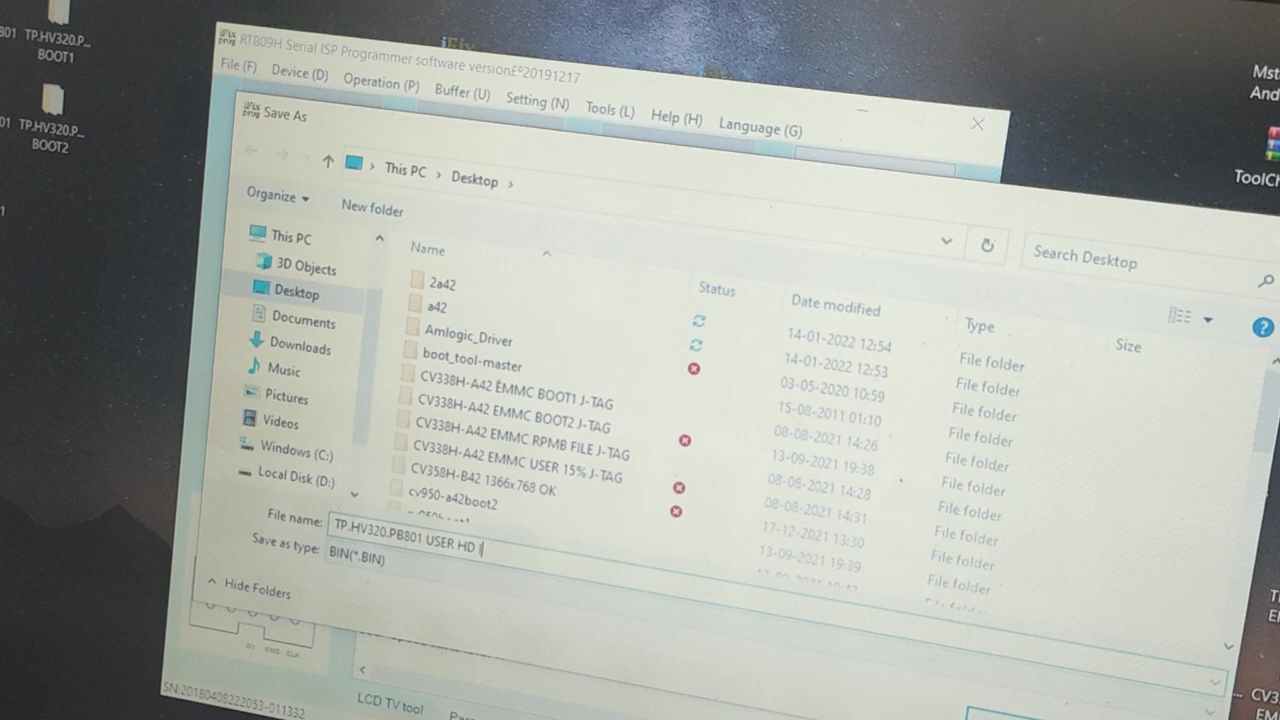 801 TP.HV320.P_
BOOT1
01 TP.HV320.P_
BOOT2
iFix
prog RT809H Serial ISP Programmer software version£º20191217
File (F) Device (D) Operation (P) Buffer (U) Setting (N) Tools (L) Help (H) Language (G)
iFix
prog Save As
This PC > Desktop >
Search Desktop
Organize New folder
This PC
3D Objects
Desktop
Documents
Downloads
Music
Pictures
Videos
Windows (C:)
Local Disk (D:)
Name Status Date modified Type Size
2a42 14-01-2022 12:54 File folder
a42 14-01-2022 12:53 File folder
Amlogic_Driver 03-05-2020 10:59 File folder
boot_tool-master 15-08-2011 01:10 File folder
CV338H-A42 EMMC BOOT1 J-TAG 08-08-2021 14:26 File folder
CV338H-A42 EMMC BOOT2 J-TAG 13-09-2021 19:38 File folder
CV338H-A42 EMMC RPMB FILE J-TAG 08-08-2021 14:28 File folder
CV338H-A42 EMMC USER 15% J-TAG 08-08-2021 14:31 File folder
CV358H-B42 1366x768 OK 17-12-2021 13:30 File folder
cv950-a42boot2 13-09-2021 19:39 File folder
File name: TP.HV320.PB801 USER HD
Save as type: BIN(*.BIN)
Hide Folders
SN:20180408222053-011332
LCD TV tool
Mst
And
ToolCh
CV3